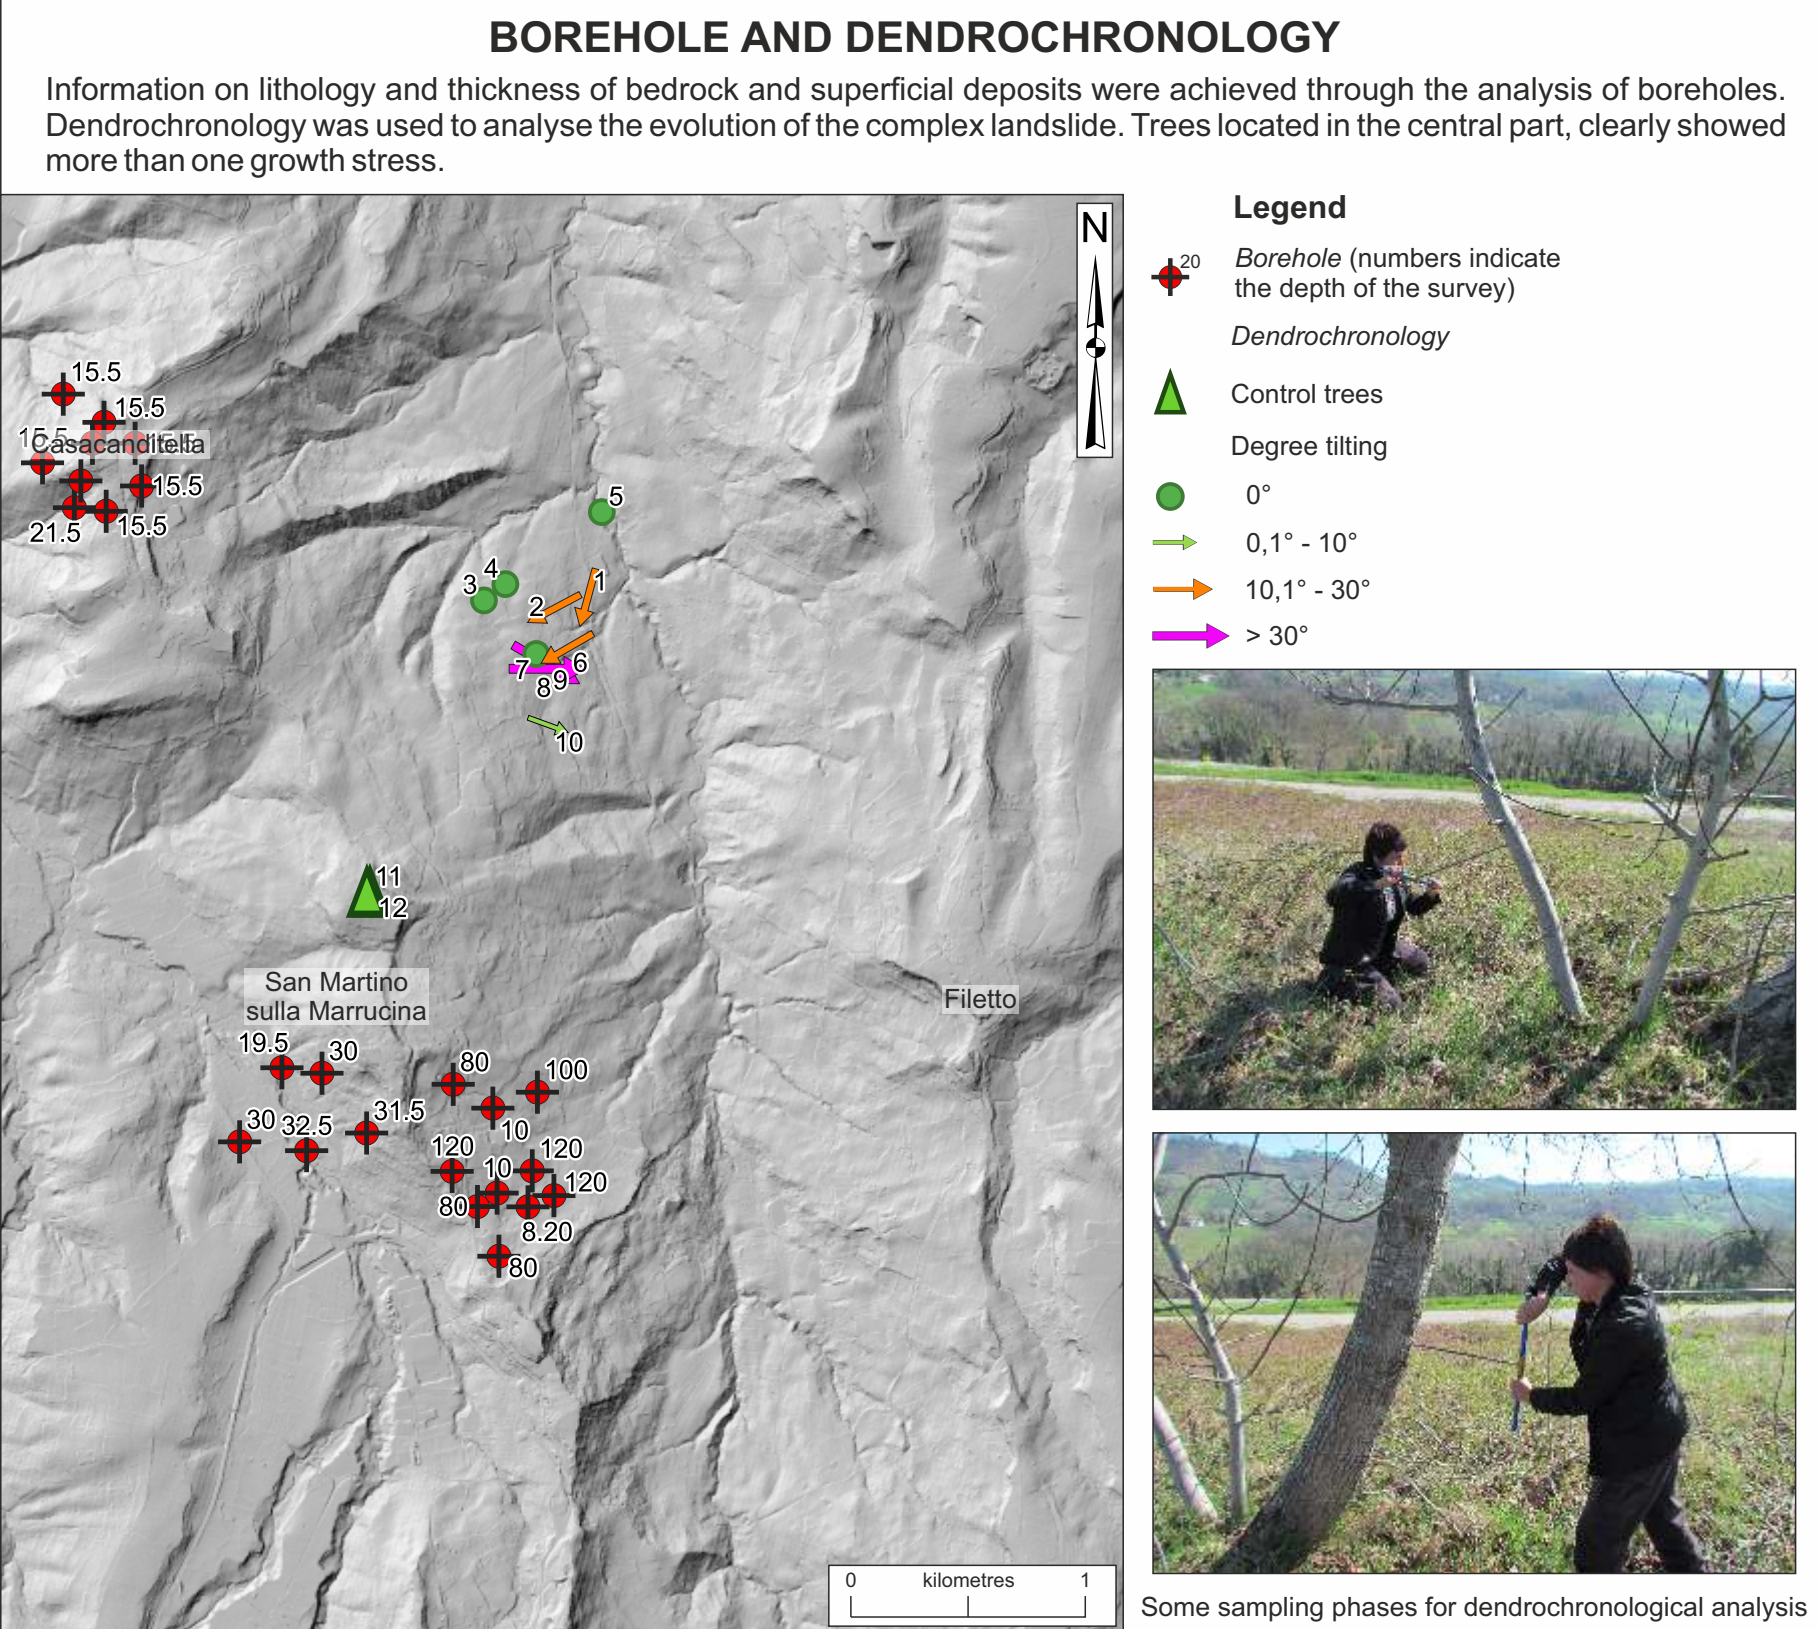 BOREHOLE AND DENDROCHRONOLOGY
Information on lithology and thickness of bedrock and superficial deposits were achieved through the analysis of boreholes.
Dendrochronology was used to analyse the evolution of the complex landslide. Trees located in the central part, clearly showed
more than one growth stress.
N
15.5
15.5
15.5
15.5
Casacanditella
15.5
21.5
15.5
5
4
3
1
2
6
7
8
9
10
11
12
San Martino
sulla Marrucina
Filetto
19.5
30
80
100
30
32.5
31.5
10
120
10
120
120
80
8.20
80
0 kilometres 1
Legend
20
Borehole (numbers indicate
the depth of the survey)
Dendrochronology
Control trees
Degree tilting
0°
0,1° - 10°
10,1° - 30°
> 30°
Some sampling phases for dendrochronological analysis